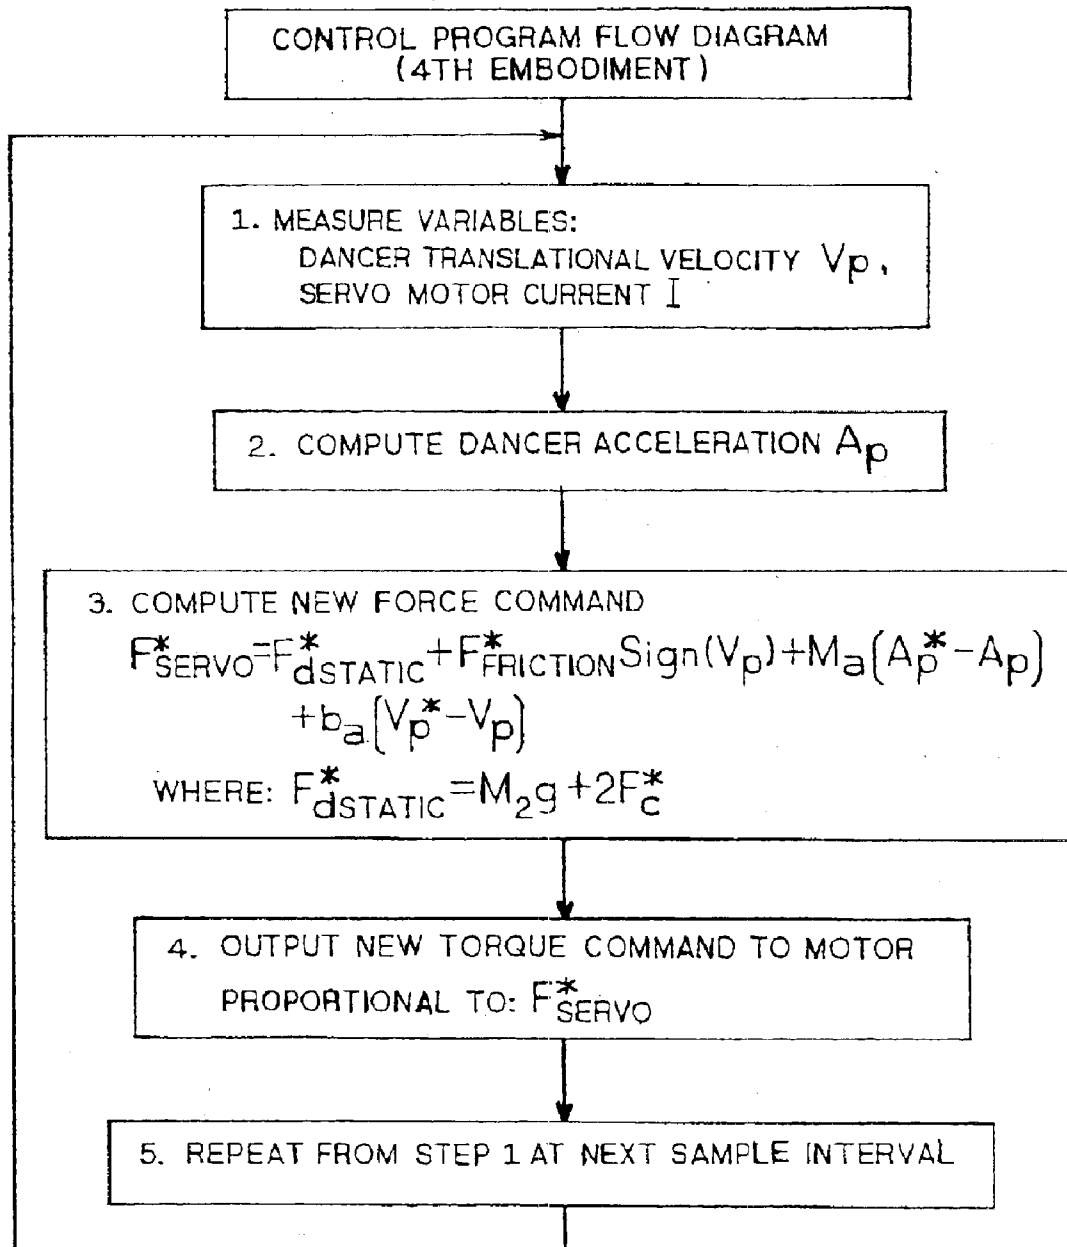 CONTROL PROGRAM FLOW DIAGRAM
(4TH EMBODIMENT)
1. MEASURE VARIABLES:
DANCER TRANSLATIONAL VELOCITY Vp,
SERVO MOTOR CURRENT I
2. COMPUTE DANCER ACCELERATION Ap
3. COMPUTE NEW FORCE COMMAND
F*SERVO=F*dSTATIC+F*FRICTIONSign(Vp)+Ma(Ap*-Ap)
+ba(Vp*-Vp)
WHERE: F*dSTATIC=M2g+2F*c
4. OUTPUT NEW TORQUE COMMAND TO MOTOR
PROPORTIONAL TO: F*SERVO
5. REPEAT FROM STEP 1 AT NEXT SAMPLE INTERVAL